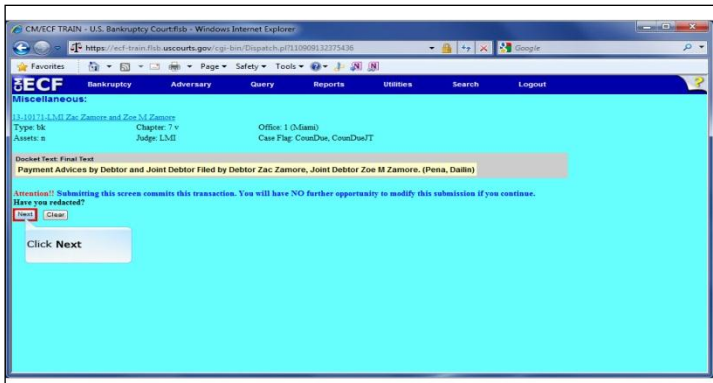 CM/ECF TRAIN - U.S. Bankruptcy Court:flsb - Windows Internet Explorer
https://ecf-train.flsb.uscourts.gov/cgi-bin/Dispatch.pl?110909132375436
Google
Favorites Page Safety Tools
ECF Bankruptcy Adversary Query Reports Utilities Search Logout ?
Miscellaneous:
13-10171-LMI Zac Zamore and Zoe M Zamore
Type: bk Chapter: 7 v Office: 1 (Miami)
Assets: n Judge: LMI Case Flag: CounDue, CounDueJT
Docket Text: Final Text
Payment Advices by Debtor and Joint Debtor Filed by Debtor Zac Zamore, Joint Debtor Zoe M Zamore. (Pena, Dailin)
Attention!! Submitting this screen commits this transaction. You will have NO further opportunity to modify this submission if you continue.
Have you redacted?
Next Clear
Click Next